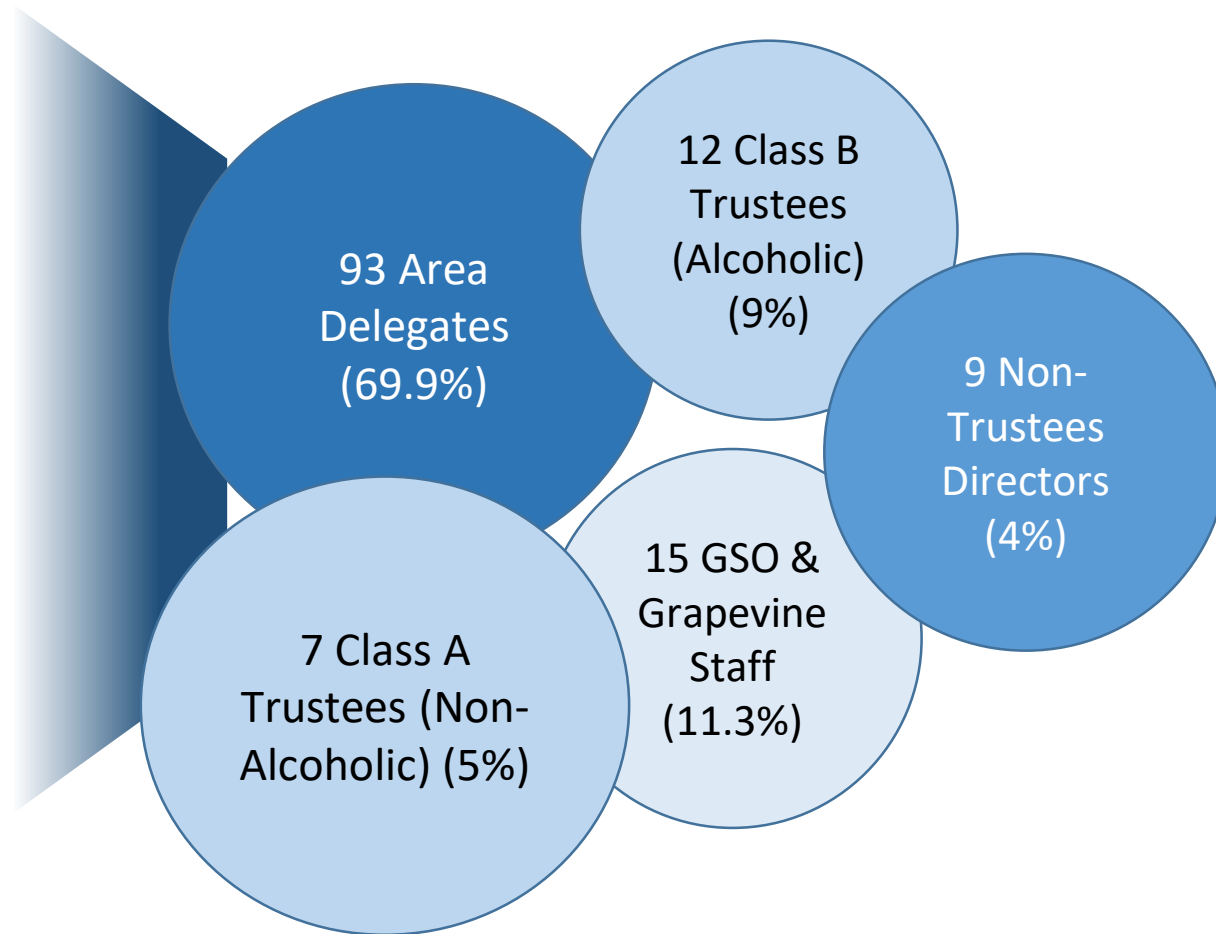 93 Area
Delegates
(69.9%)
12 Class B
Trustees
(Alcoholic)
(9%)
9 Non-
Trustees
Directors
(4%)
15 GSO &
Grapevine
Staff
(11.3%)
7 Class A
Trustees (Non-
Alcoholic) (5%)